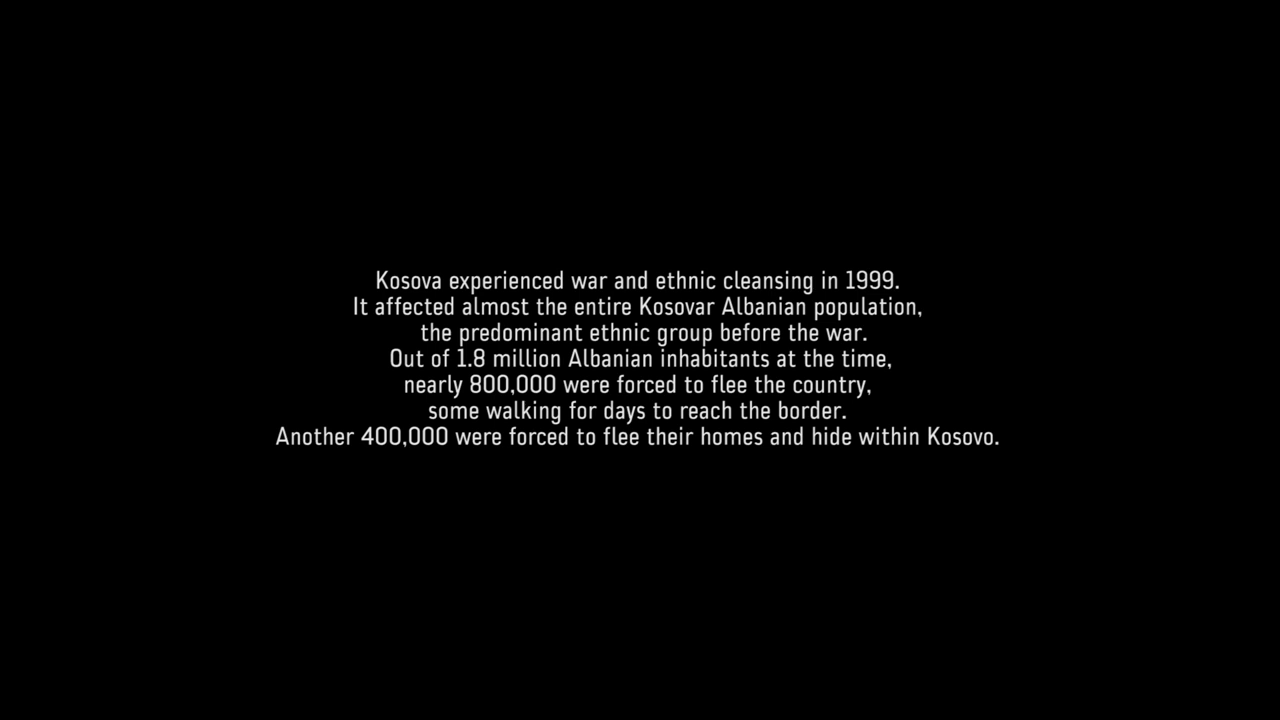 Kosova experienced war and ethnic cleansing in 1999.
It affected almost the entire Kosovar Albanian population,
the predominant ethnic group before the war.
Out of 1.8 million Albanian inhabitants at the time,
nearly 800,000 were forced to flee the country,
some walking for days to reach the border.
Another 400,000 were forced to flee their homes and hide within Kosovo.